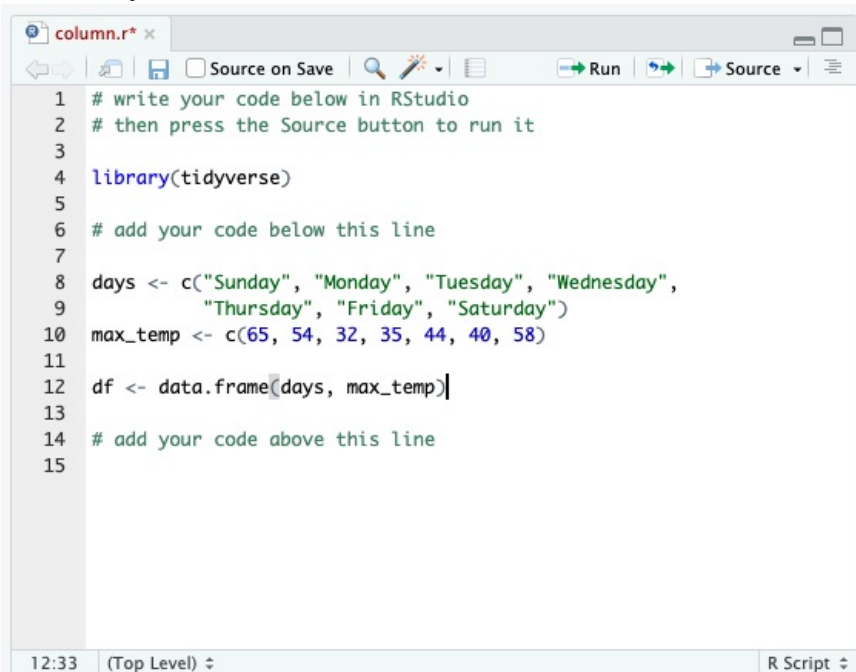 column.r*
Source on Save Run Source
1 # write your code below in RStudio
2 # then press the Source button to run it
3
4 library(tidyverse)
5
6 # add your code below this line
7
8 days <- c("Sunday", "Monday", "Tuesday", "Wednesday",
9 "Thursday", "Friday", "Saturday")
10 max_temp <- c(65, 54, 32, 35, 44, 40, 58)
11
12 df <- data.frame(days, max_temp)
13
14 # add your code above this line
15
12:33 (Top Level) R Script